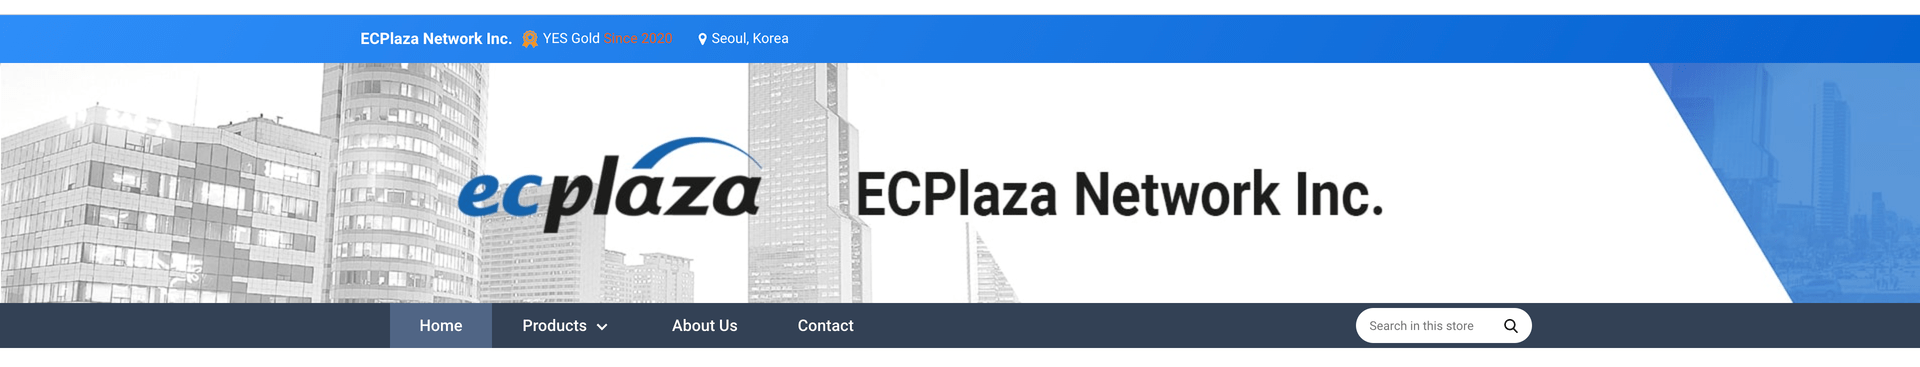 ECPlaza Network Inc. YES Gold Since 2020 Seoul, Korea
ecplaza ECPlaza Network Inc.
Home Products About Us Contact Search in this store